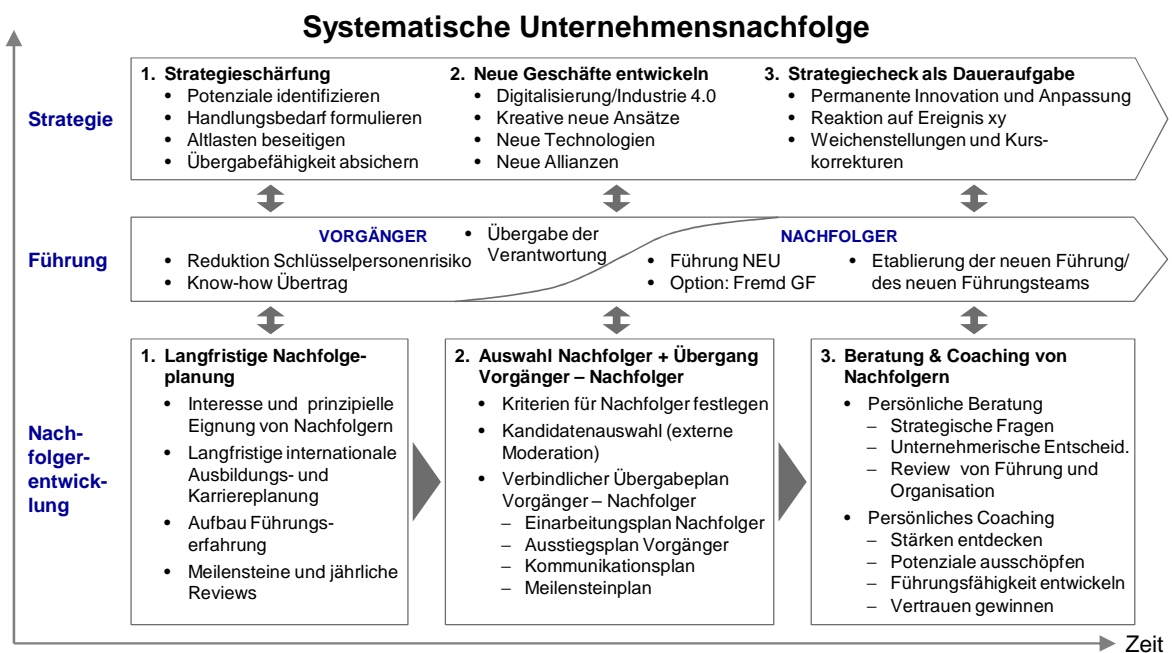 Systematische Unternehmensnachfolge
Strategie
1. Strategieschärfung
• Potenziale identifizieren
• Handlungsbedarf formulieren
• Altlasten beseitigen
• Übergabefähigkeit absichern
2. Neue Geschäfte entwickeln
• Digitalisierung/Industrie 4.0
• Kreative neue Ansätze
• Neue Technologien
• Neue Allianzen
3. Strategiecheck als Daueraufgabe
• Permanente Innovation und Anpassung
• Reaktion auf Ereignis xy
• Weichenstellungen und Kurs-
korrekturen
Führung
VORGÄNGER
• Reduktion Schlüsselpersonenrisiko
• Know-how Übertrag
• Übergabe der
Verantwortung
NACHFOLGER
• Führung NEU
• Option: Fremd GF
• Etablierung der neuen Führung/
des neuen Führungsteams
Nach-
folger-
entwick-
lung
1. Langfristige Nachfolge-
planung
• Interesse und prinzipielle
Eignung von Nachfolgern
• Langfristige internationale
Ausbildungs- und
Karriereplanung
• Aufbau Führungs-
erfahrung
• Meilensteine und jährliche
Reviews
2. Auswahl Nachfolger + Übergang
Vorgänger – Nachfolger
• Kriterien für Nachfolger festlegen
• Kandidatenauswahl (externe
Moderation)
• Verbindlicher Übergabeplan
Vorgänger – Nachfolger
– Einarbeitungsplan Nachfolger
– Ausstiegsplan Vorgänger
– Kommunikationsplan
– Meilensteinplan
3. Beratung & Coaching von
Nachfolgern
• Persönliche Beratung
– Strategische Fragen
– Unternehmerische Entscheid.
– Review von Führung und
Organisation
• Persönliches Coaching
– Stärken entdecken
– Potenziale ausschöpfen
– Führungsfähigkeit entwickeln
– Vertrauen gewinnen
Zeit